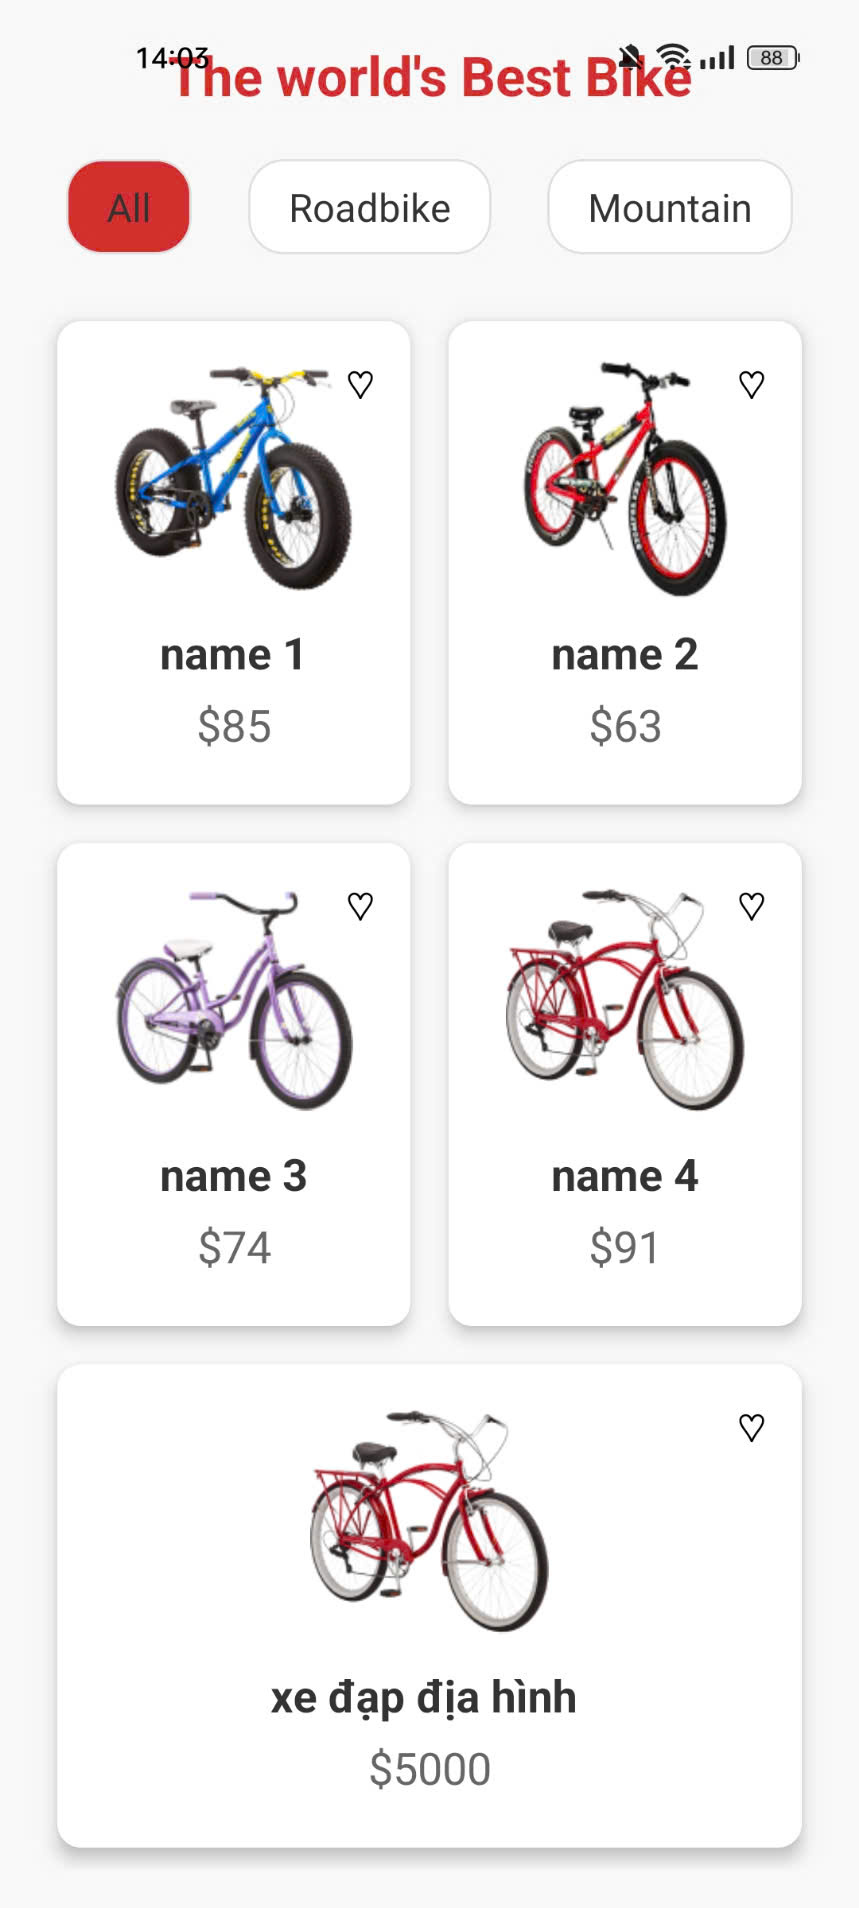 14:03
88
The world's Best Bike
All Roadbike Mountain
name 1
$85
name 2
$63
name 3
$74
name 4
$91
xe đạp địa hình
$5000